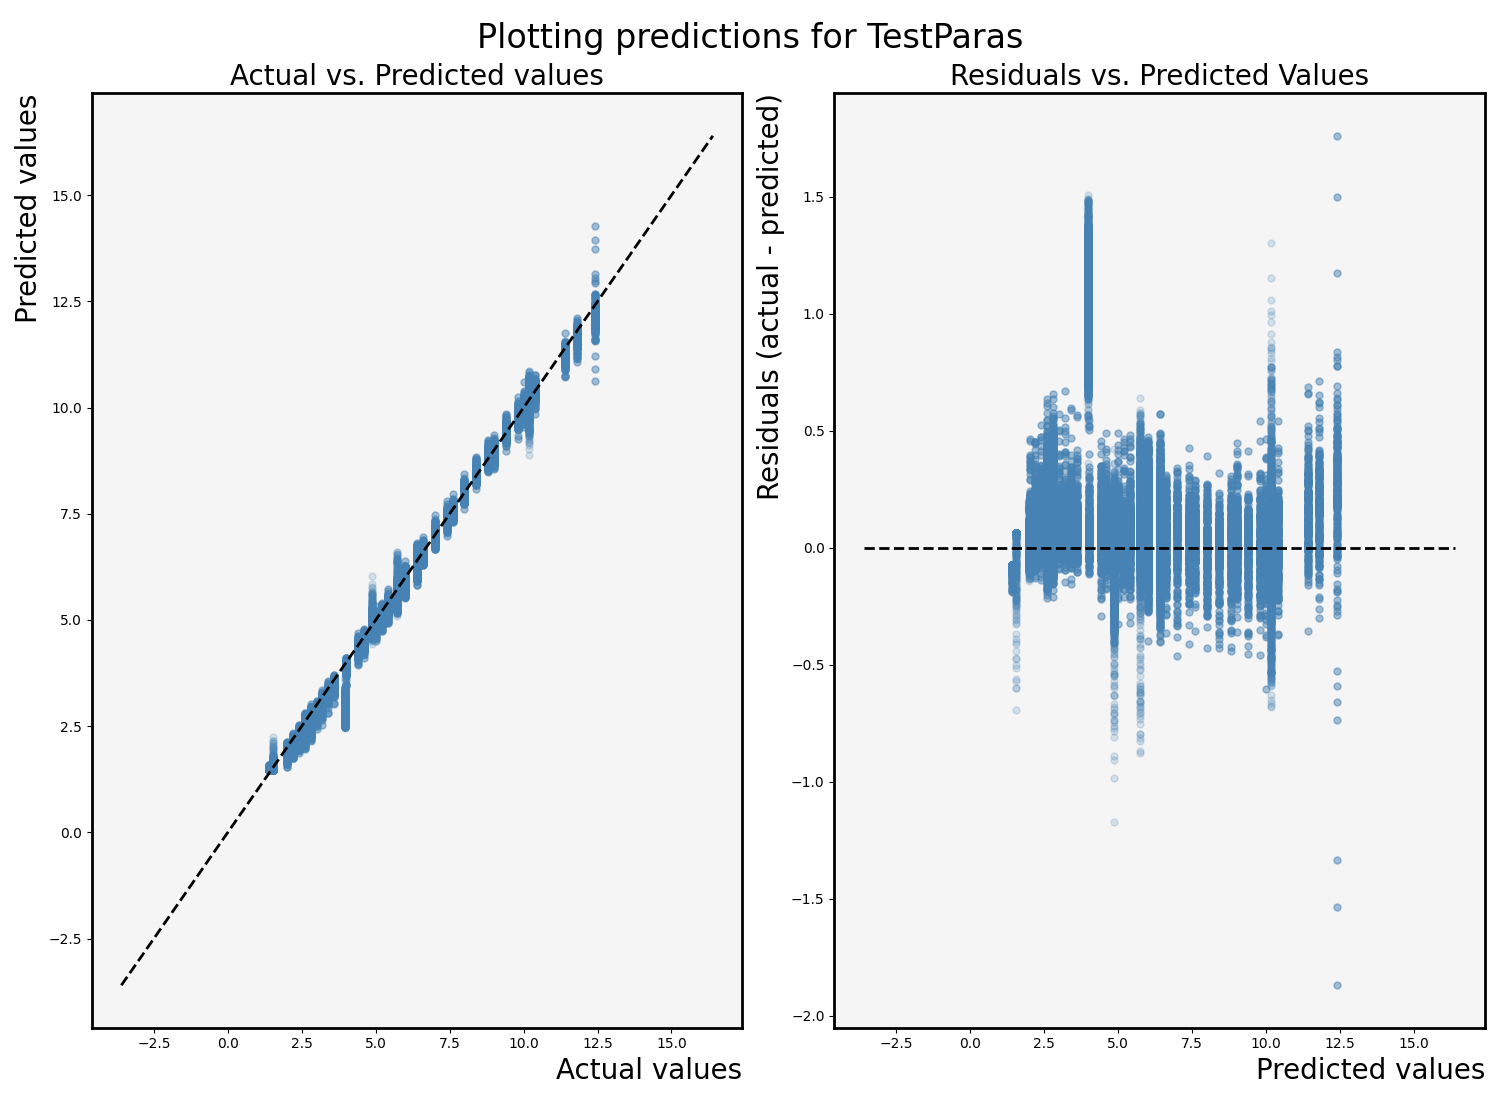 Plotting predictions for TestParas
Actual vs. Predicted values
Predicted values
15.0
12.5
10.0
7.5
5.0
2.5
0.0
−2.5
−2.5 0.0 2.5 5.0 7.5 10.0 12.5 15.0
Actual values
Residuals vs. Predicted Values
Residuals (actual - predicted)
1.5
1.0
0.5
0.0
−0.5
−1.0
−1.5
−2.0
−2.5 0.0 2.5 5.0 7.5 10.0 12.5 15.0
Predicted values